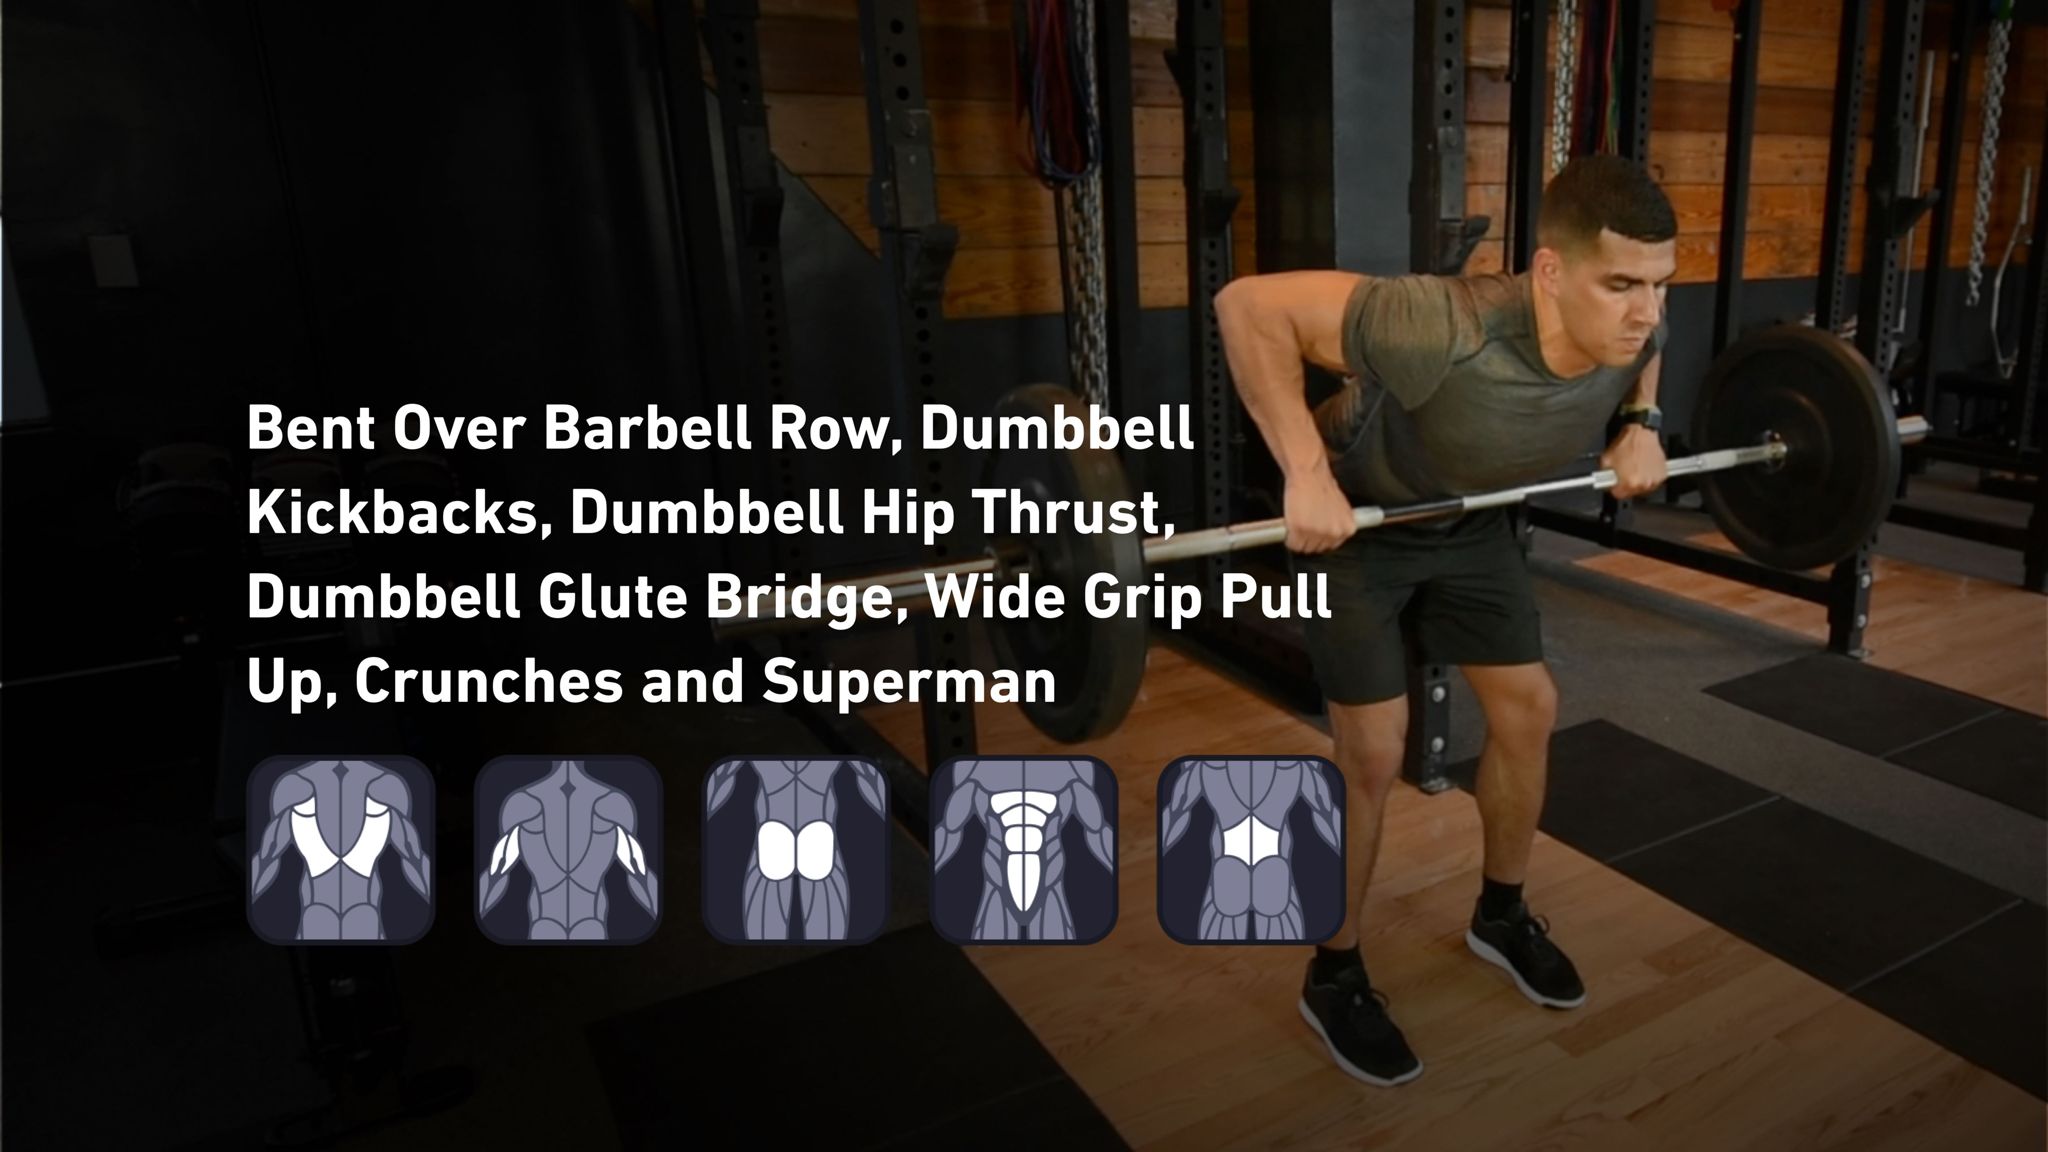 Bent Over Barbell Row, Dumbbell
Kickbacks, Dumbbell Hip Thrust,
Dumbbell Glute Bridge, Wide Grip Pull
Up, Crunches and Superman